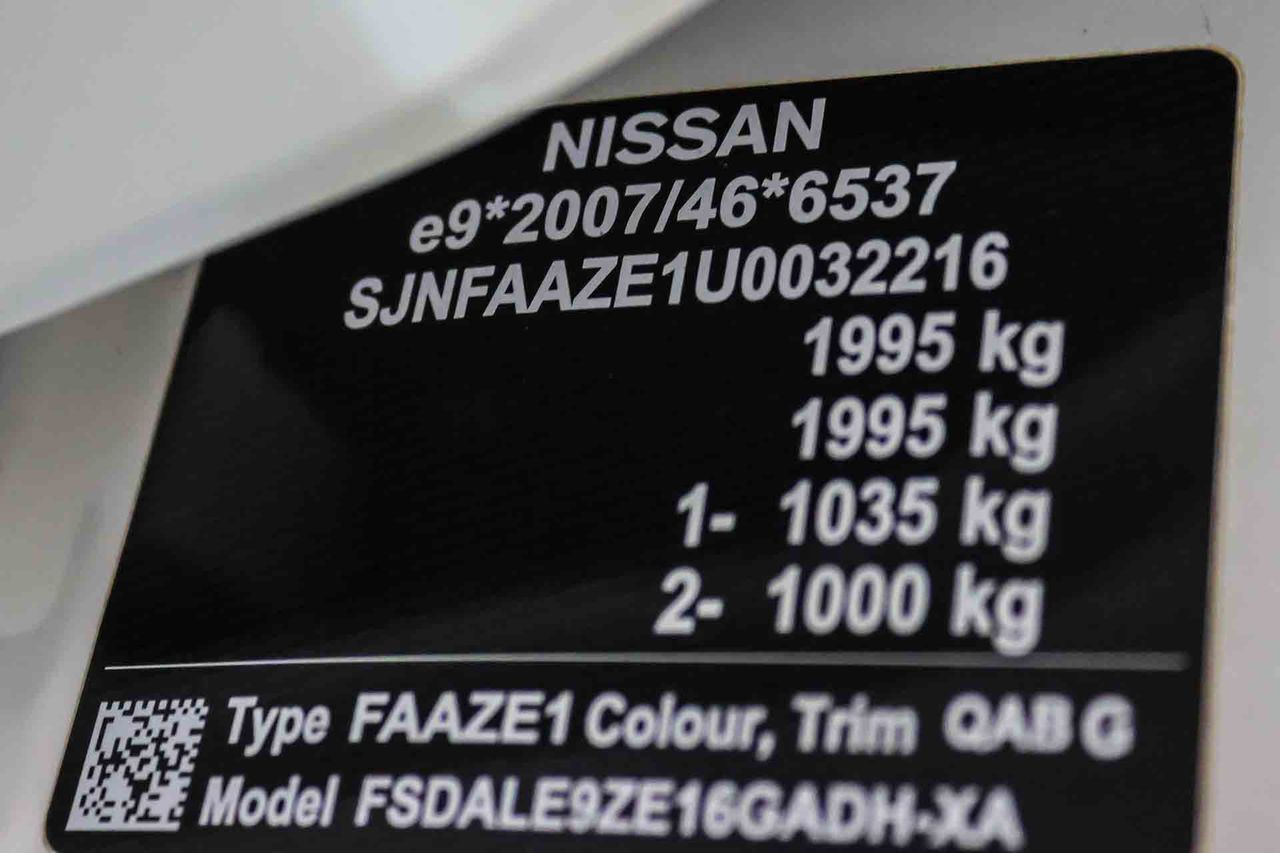 NISSAN
e9*2007/46*6537
SJNFAAZE1U0032216
1995 kg
1995 kg
1- 1035 kg
2- 1000 kg
Type FAAZE1 Colour, Trim QAB G
Model FSDALE9ZE16GADH-XA